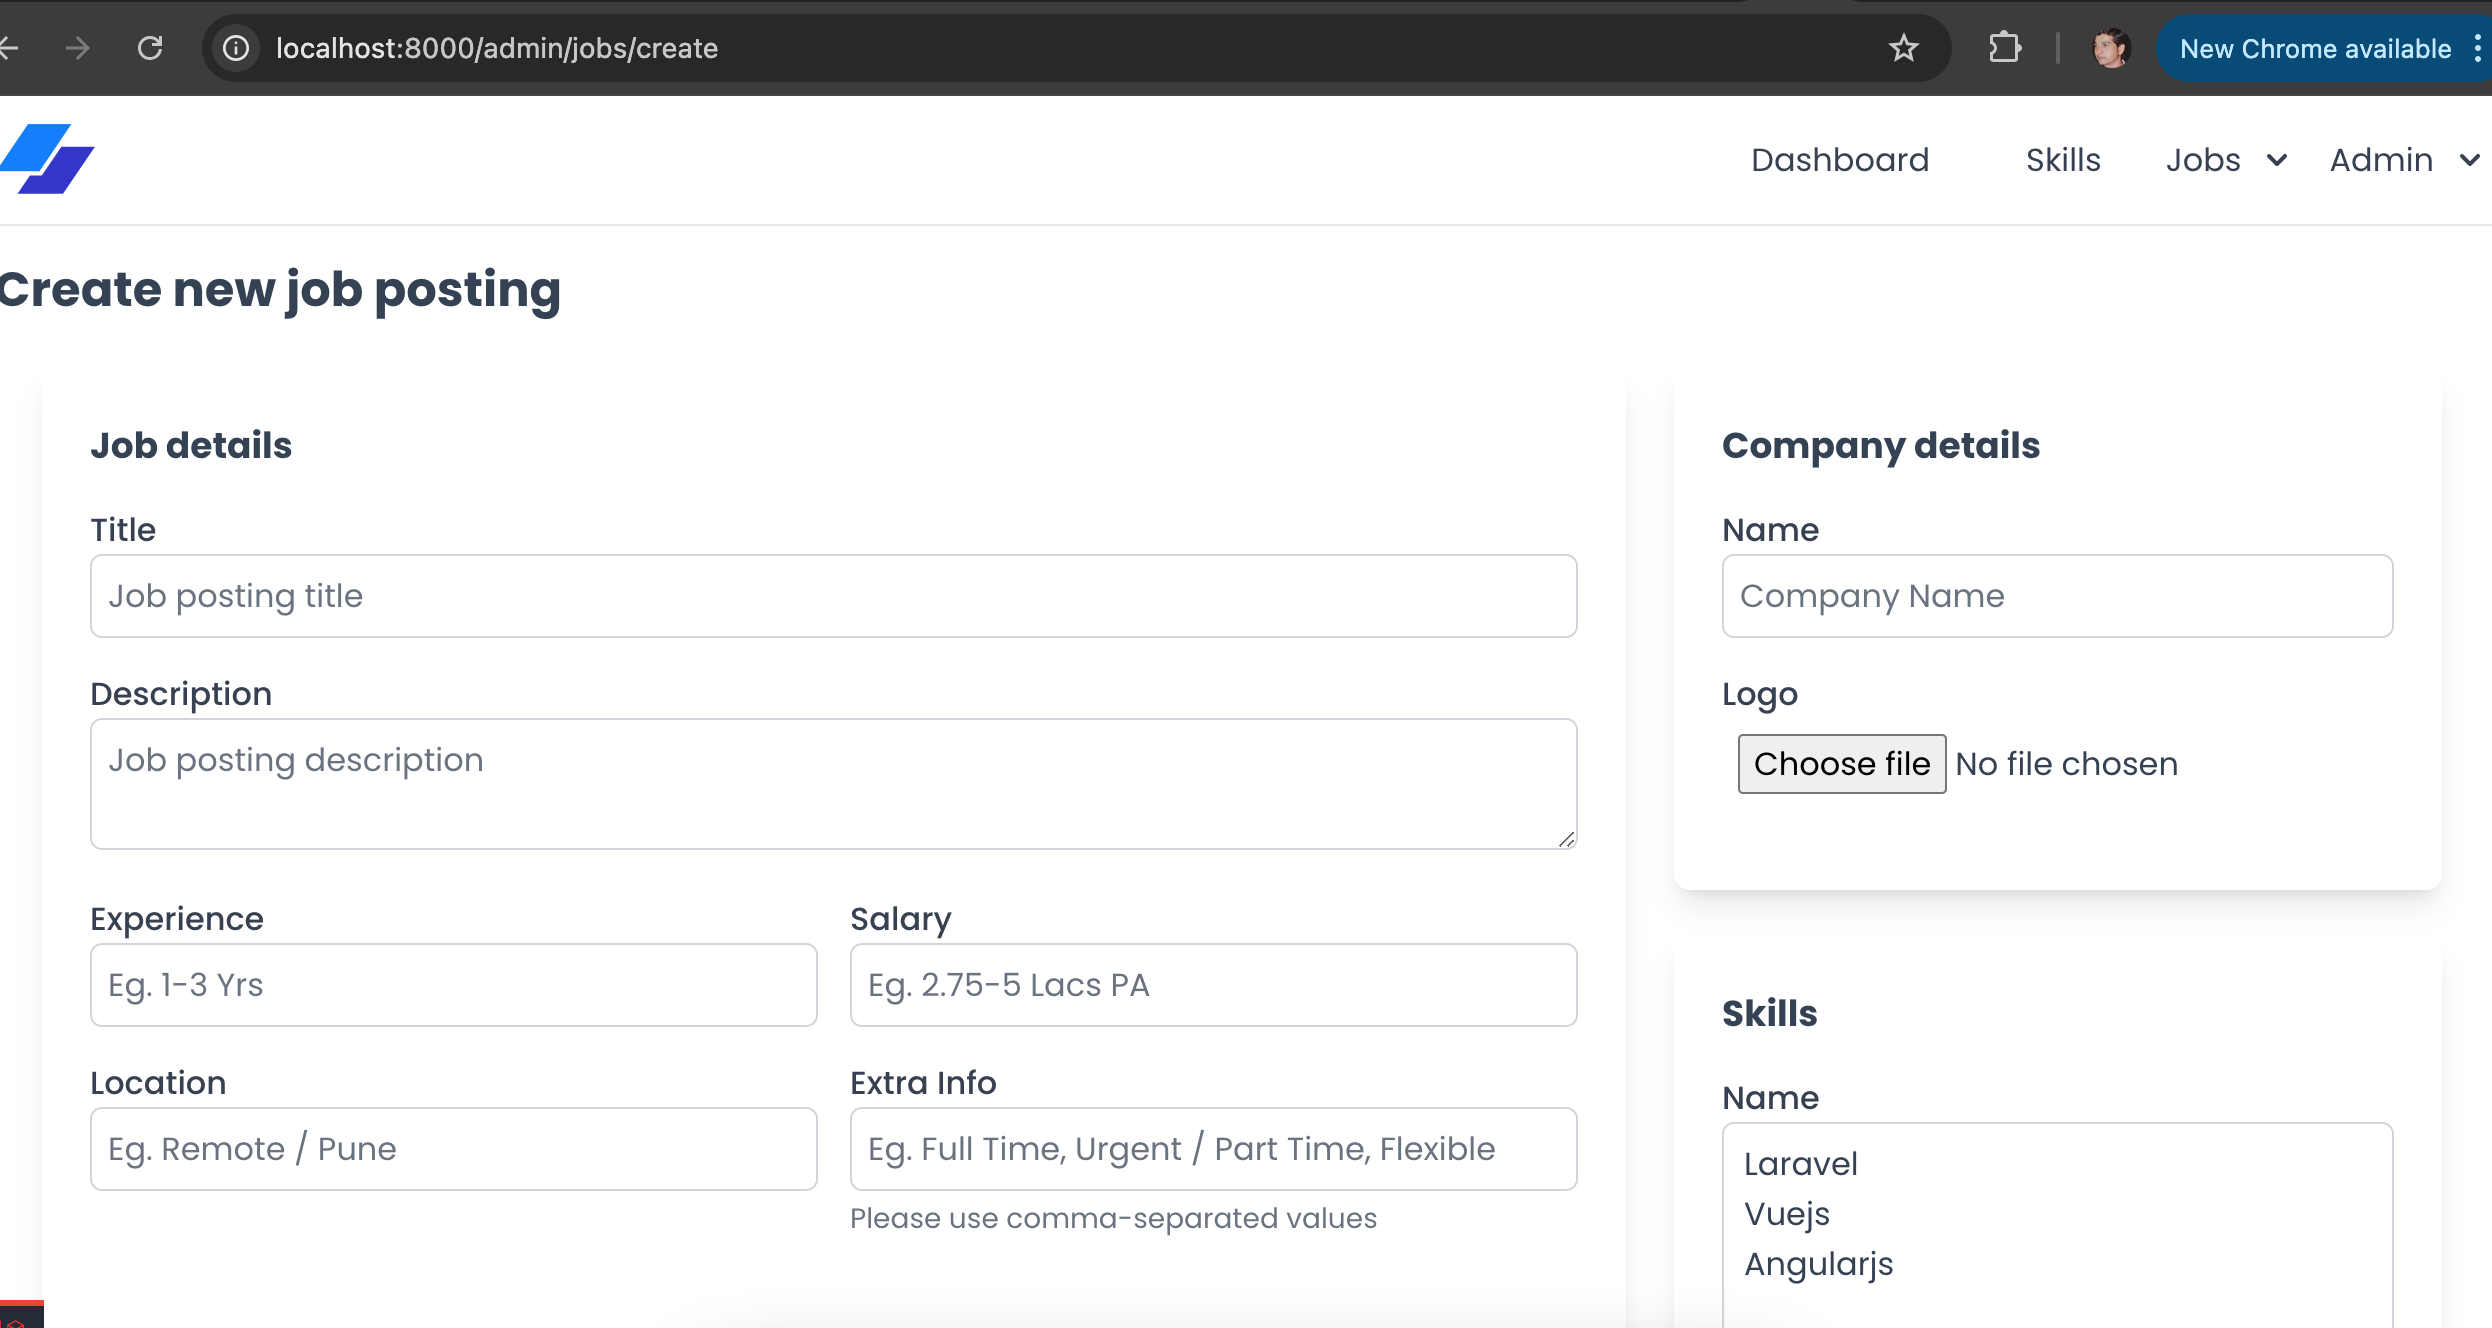 localhost:8000/admin/jobs/create
New Chrome available
Dashboard
Skills
Jobs
Admin
Create new job posting
Job details
Title
Job posting title
Description
Job posting description
Experience
Eg. 1-3 Yrs
Salary
Eg. 2.75-5 Lacs PA
Location
Eg. Remote / Pune
Extra Info
Eg. Full Time, Urgent / Part Time, Flexible
Please use comma-separated values
Company details
Name
Company Name
Logo
Choose file No file chosen
Skills
Name
Laravel
Vuejs
Angularjs